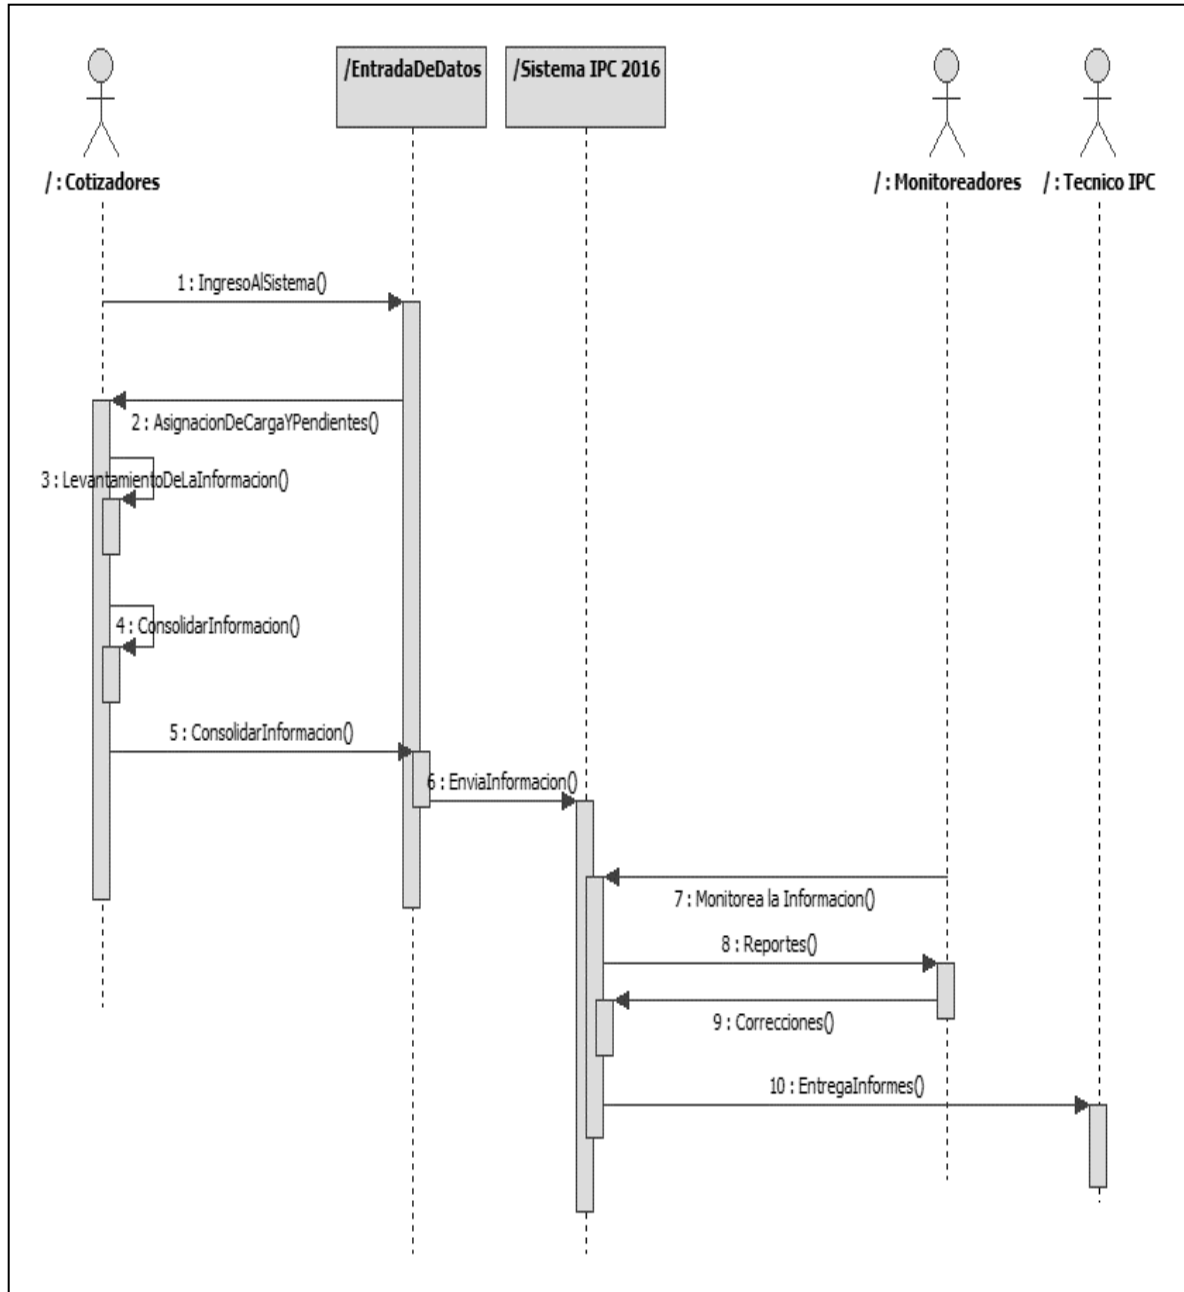 /EntradaDeDatos
/Sistema IPC 2016
/ : Cotizadores
/ : Monitoreadores
/ : Tecnico IPC
1 : IngresoAlSistema()
2 : AsignacionDeCargaYPendientes()
3 : LevantamientoDeLaInformacion()
4 : ConsolidarInformacion()
5 : ConsolidarInformacion()
6 : EnviaInformacion()
7 : Monitorea la Informacion()
8 : Reportes()
9 : Correcciones()
10 : EntregaInformes()